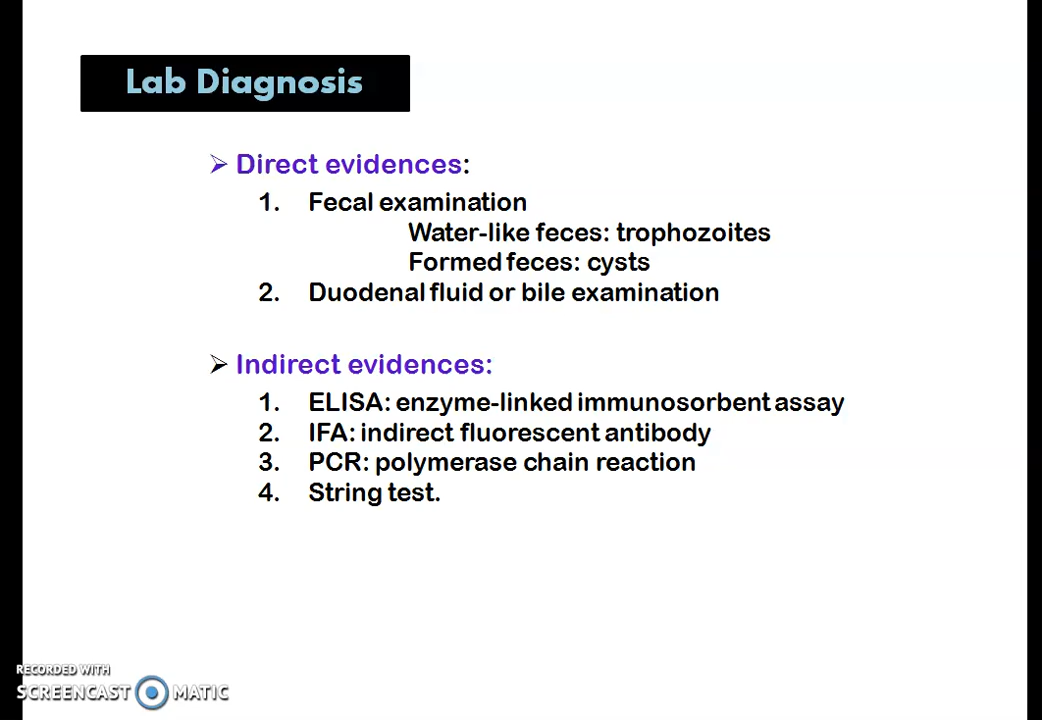 Lab Diagnosis
➢ Direct evidences:
1. Fecal examination
Water-like feces: trophozoites
Formed feces: cysts
2. Duodenal fluid or bile examination
➢ Indirect evidences:
1. ELISA: enzyme-linked immunosorbent assay
2. IFA: indirect fluorescent antibody
3. PCR: polymerase chain reaction
4. String test.
RECORDED WITH
SCREENCAST MATIC